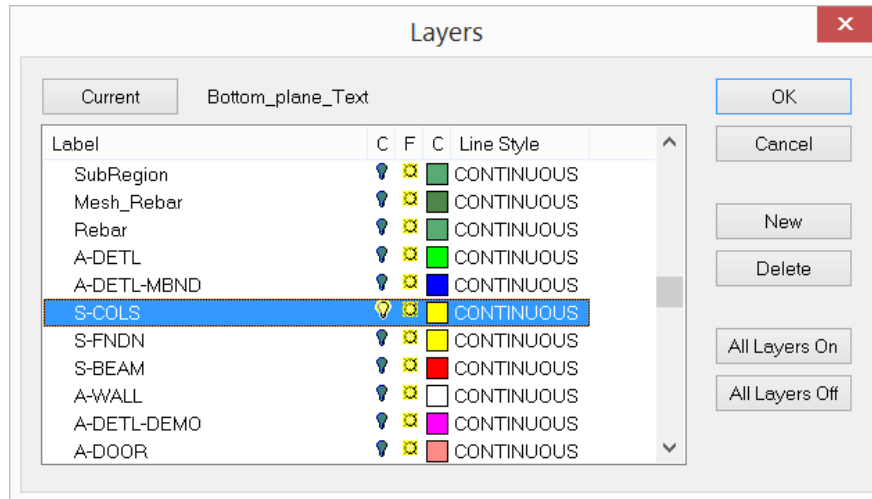 Layers
Current Bottom_plane_Text OK
Label C F C Line Style Cancel
SubRegion CONTINUOUS
Mesh_Rebar CONTINUOUS
Rebar CONTINUOUS New
A-DETL CONTINUOUS
A-DETL-MBND CONTINUOUS Delete
S-COLS CONTINUOUS
S-FNDN CONTINUOUS All Layers On
S-BEAM CONTINUOUS
A-WALL CONTINUOUS All Layers Off
A-DETL-DEMO CONTINUOUS
A-DOOR CONTINUOUS